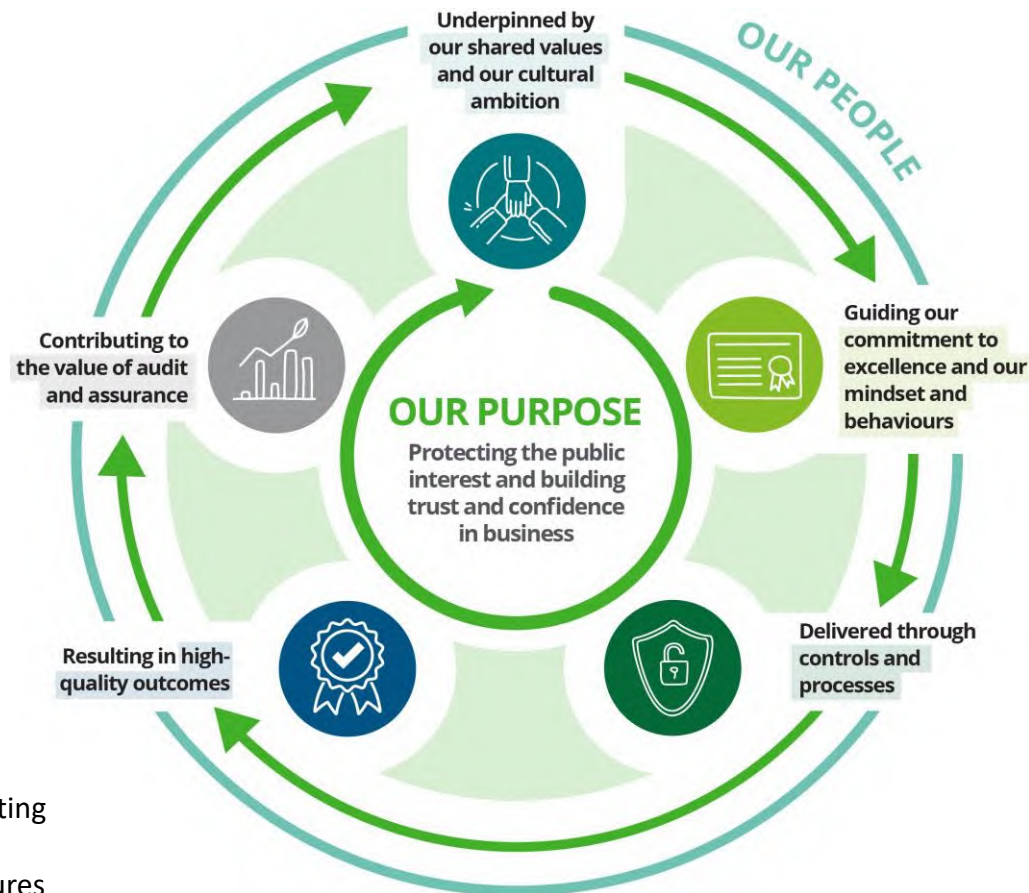 Underpinned by
our shared values
and our cultural
ambition
OUR PEOPLE
Guiding our
commitment to
excellence and our
mindset and
behaviours
Contributing to
the value of audit
and assurance
OUR PURPOSE
Protecting the public
interest and building
trust and confidence
in business
Delivered through
controls and
processes
Resulting in high-
quality outcomes
ting
ures